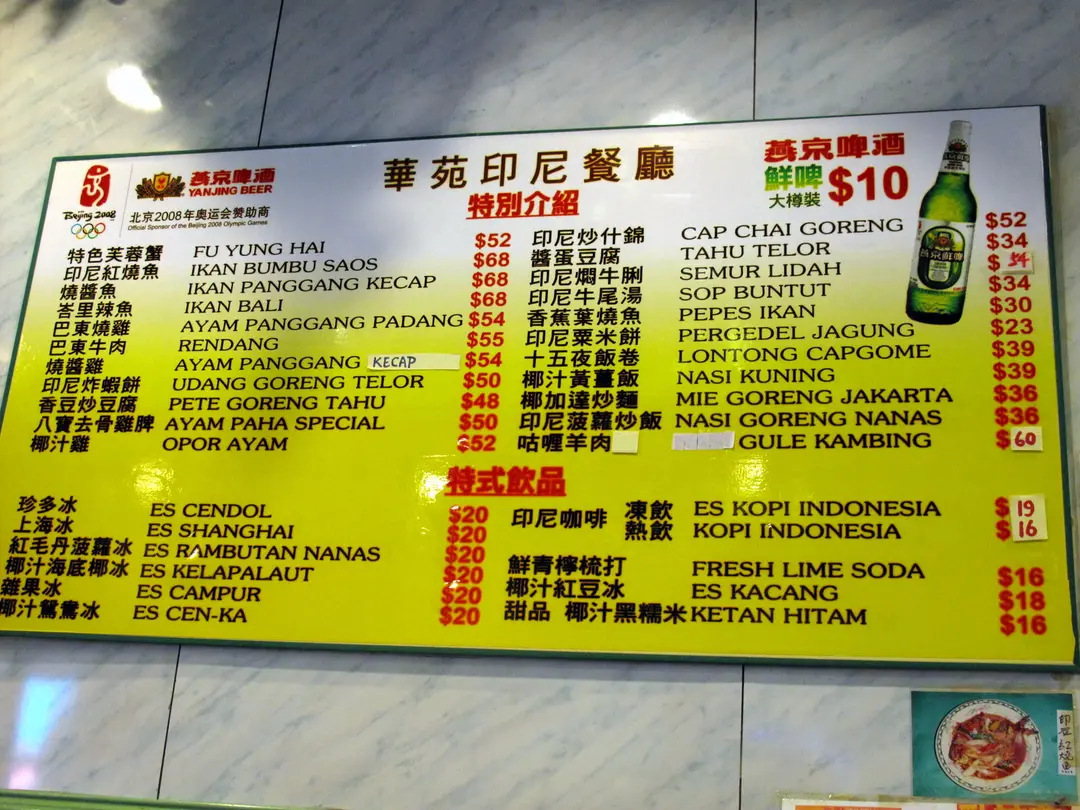 Beijing 2008
燕京啤酒
YANJING BEER
北京2008年奥运会赞助商
Official Sponsor of the Beijing 2008 Olympic Games
華苑印尼餐廳
特別介紹
燕京啤酒
鮮啤
大樽裝
$10
特色芙蓉蟹 FU YUNG HAI $52
印尼紅燒魚 IKAN BUMBU SAOS $68
燒醬魚 IKAN PANGGANG KECAP $68
峇里辣魚 IKAN BALI $68
巴東燒雞 AYAM PANGGANG PADANG $54
巴東牛肉 RENDANG $55
燒醬雞 AYAM PANGGANG KECAP $54
印尼炸蝦餅 UDANG GORENG TELOR $50
香豆炒豆腐 PETE GORENG TAHU $48
八寶去骨雞脾 AYAM PAHA SPECIAL $50
椰汁雞 OPOR AYAM $52
印尼炒什錦 CAP CHAI GORENG $52
醬蛋豆腐 TAHU TELOR $34
印尼燜牛脷 SEMUR LIDAH $
印尼牛尾湯 SOP BUNTUT $34
香蕉葉燒魚 PEPES IKAN $30
印尼粟米餅 PERGEDEL JAGUNG $23
十五夜飯卷 LONTONG CAPGOME $39
椰汁黃薑飯 NASI KUNING $39
椰加達炒麵 MIE GORENG JAKARTA $36
印尼菠蘿炒飯 NASI GORENG NANAS $36
咕喱羊肉 GULE KAMBING $60
特式飲品
珍多冰 ES CENDOL $20
上海冰 ES SHANGHAI $20
紅毛丹菠蘿冰 ES RAMBUTAN NANAS $20
椰汁海底椰冰 ES KELAPALAUT $20
雜果冰 ES CAMPUR $20
椰汁鴛鴦冰 ES CEN-KA $20
印尼咖啡 凍飲 ES KOPI INDONESIA $19
熱飲 KOPI INDONESIA $16
鮮青檸梳打 FRESH LIME SODA $16
椰汁紅豆冰 ES KACANG $18
甜品 椰汁黑糯米 KETAN HITAM $16
燕京鮮啤
印尼紅燒魚